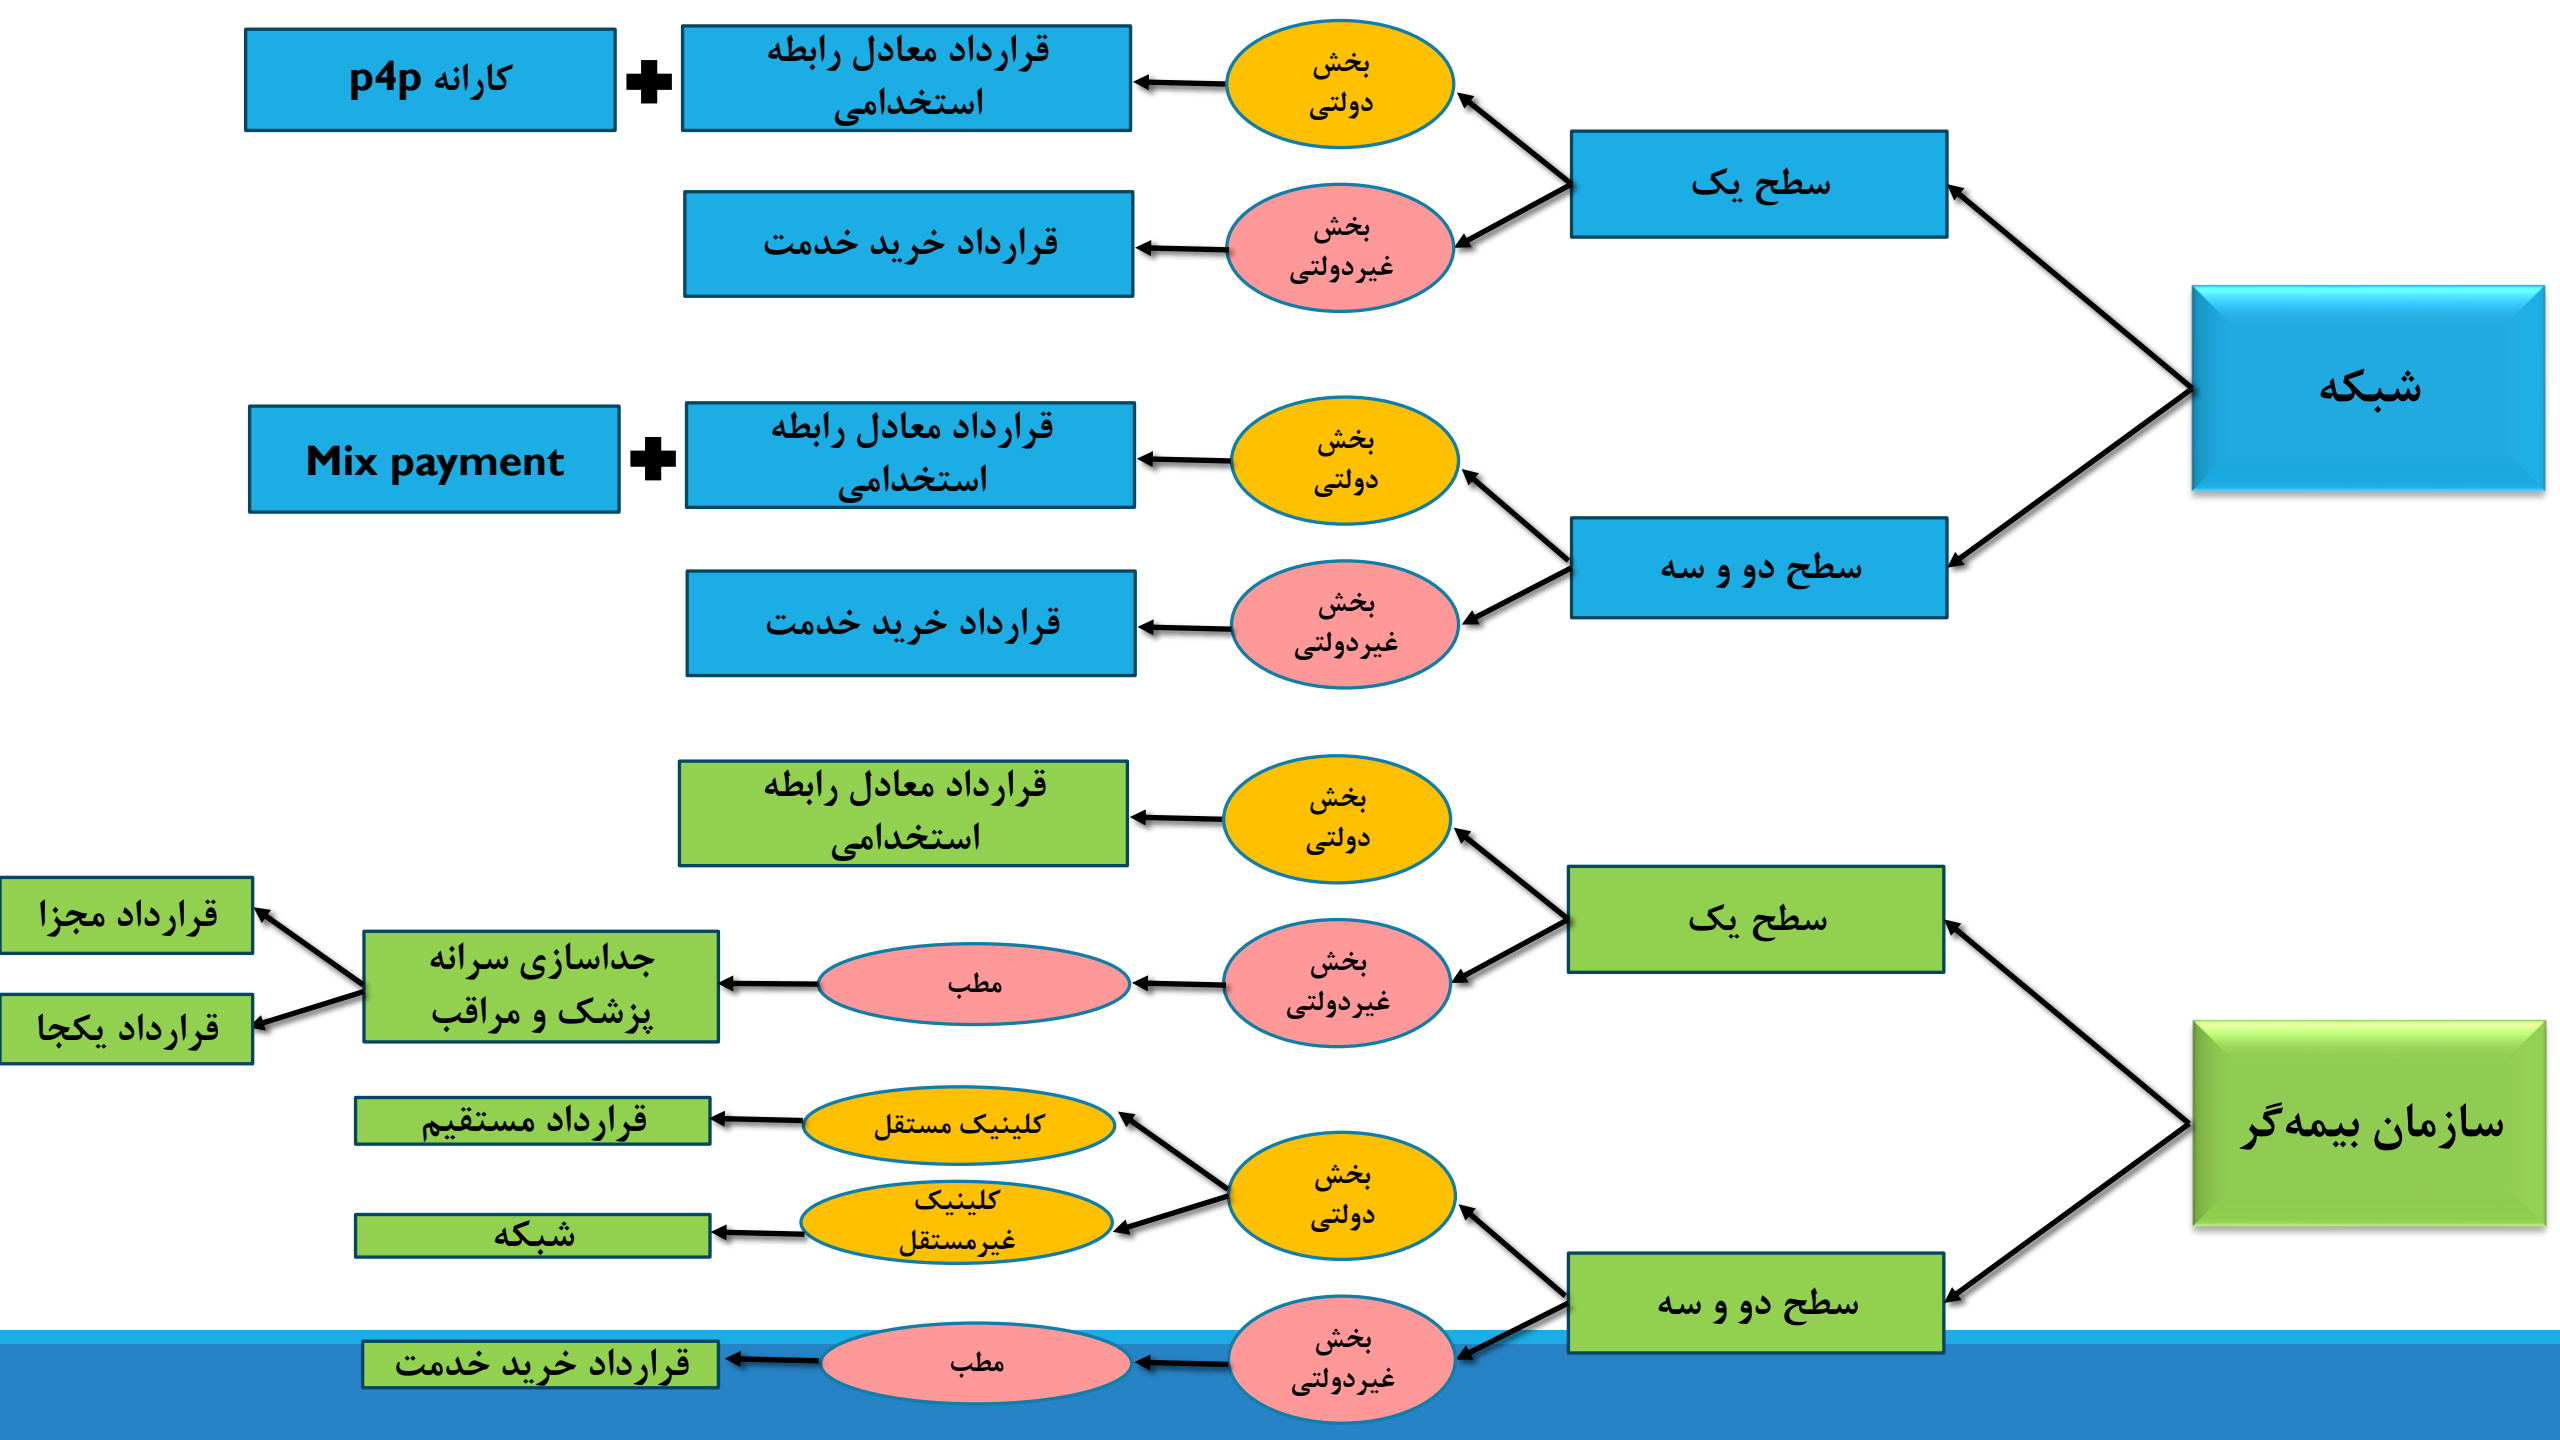 شبکه
سطح یک
بخش
دولتی
قرارداد معادل رابطه
استخدامی
کارانه p4p
بخش
غیردولتی
قرارداد خرید خدمت
سطح دو و سه
بخش
دولتی
قرارداد معادل رابطه
استخدامی
Mix payment
بخش
غیردولتی
قرارداد خرید خدمت
سازمان بیمه‌گر
سطح یک
بخش
دولتی
قرارداد معادل رابطه
استخدامی
بخش
غیردولتی
مطب
جداسازی سرانه
پزشک و مراقب
قرارداد مجزا
قرارداد یکجا
سطح دو و سه
بخش
دولتی
کلینیک مستقل
قرارداد مستقیم
کلینیک
غیرمستقل
شبکه
بخش
غیردولتی
مطب
قرارداد خرید خدمت